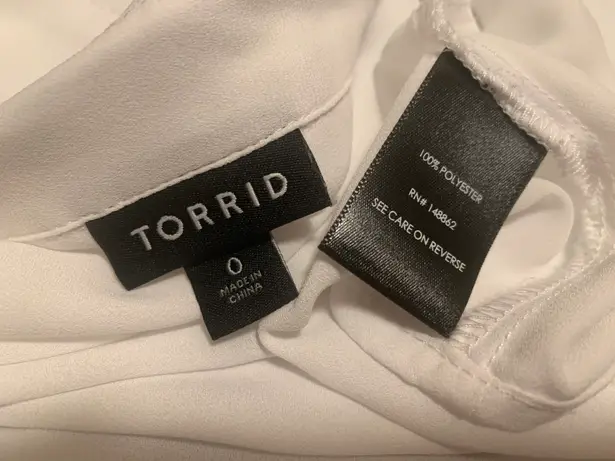 TORRID
0
MADE IN
CHINA
100% POLYESTER
RN# 148862
SEE CARE ON REVERSE